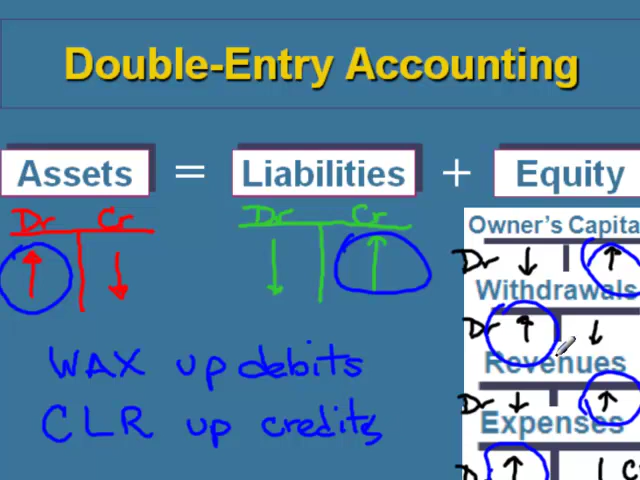 Double-Entry Accounting
Assets = Liabilities + Equity
Dr Cr
Dr Cr
Owner's Capita
Dr
Withdrawals
Dr
Revenues
Dr
Expenses
Dr C
WAX up debits
CLR up credits